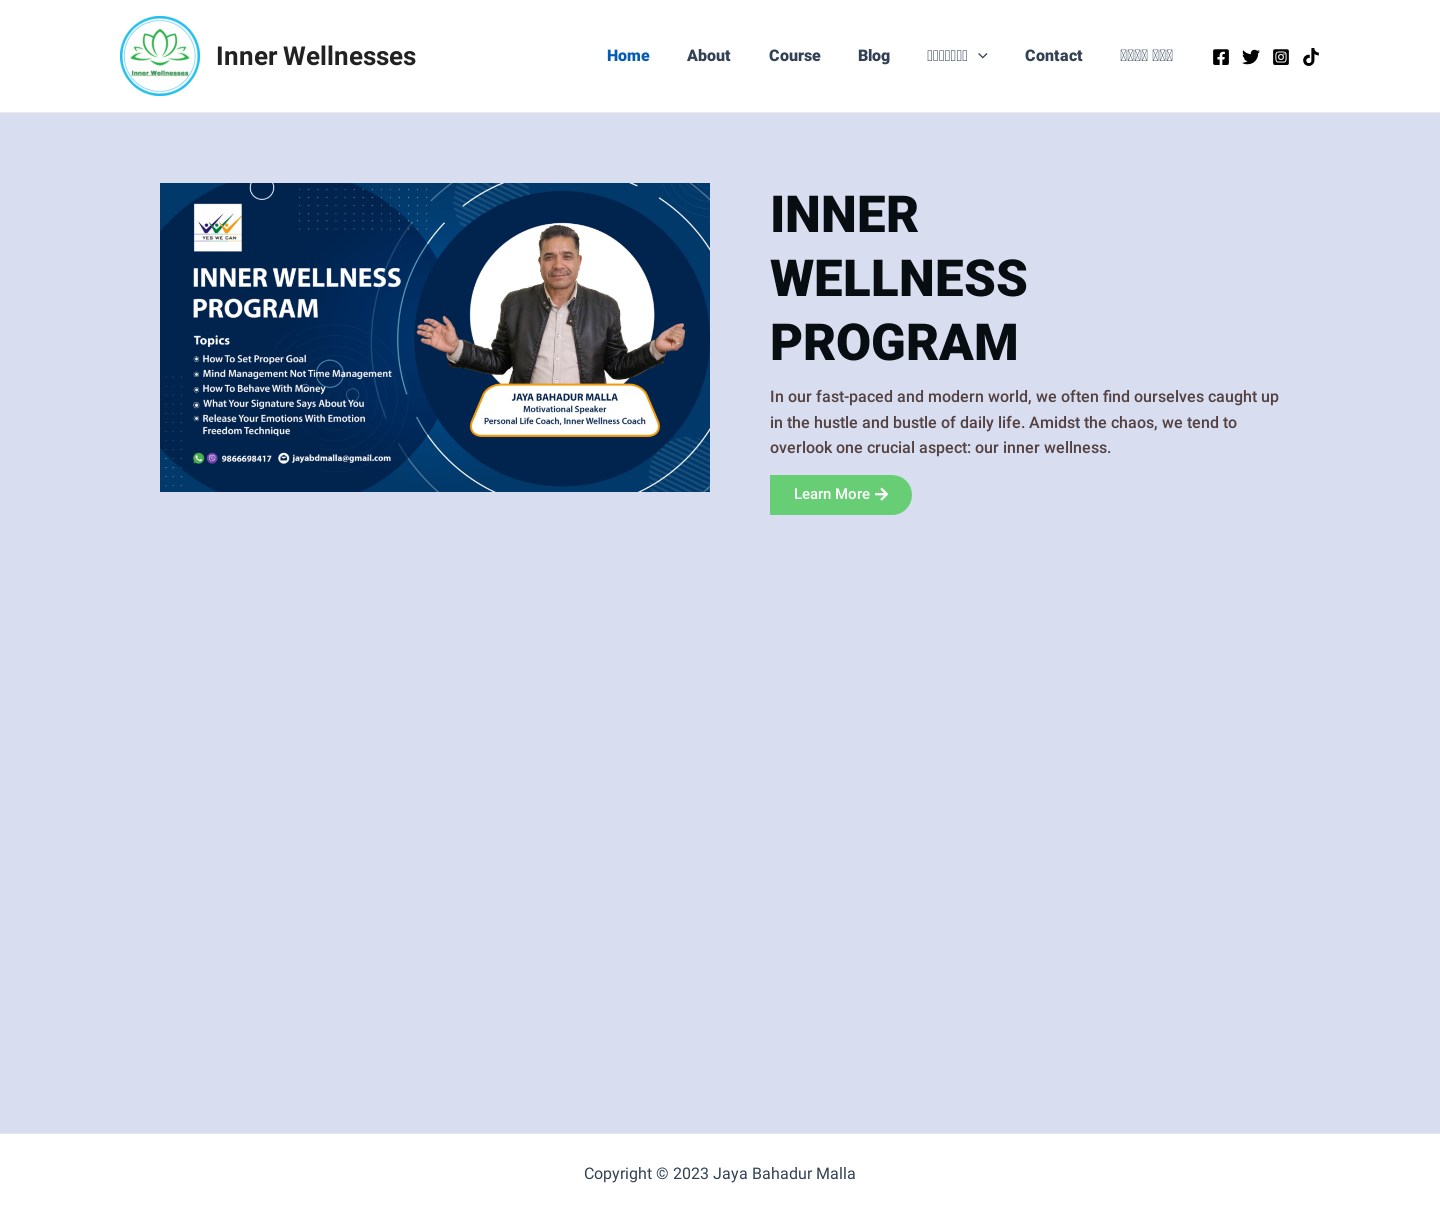 Inner Wellnesses
Inner Wellnesses
Home
About
Course
Blog
Contact
YES WE CAN
INNER WELLNESS
PROGRAM
Topics
How To Set Proper Goal
Mind Management Not Time Management
How To Behave With Money
What Your Signature Says About You
Release Your Emotions With Emotion
Freedom Technique
9866698417 jayabdmalla@gmail.com
JAYA BAHADUR MALLA
Motivational Speaker
Personal Life Coach, Inner Wellness Coach
INNER
WELLNESS
PROGRAM
In our fast-paced and modern world, we often find ourselves caught up
in the hustle and bustle of daily life. Amidst the chaos, we tend to
overlook one crucial aspect: our inner wellness.
Learn More
Copyright © 2023 Jaya Bahadur Malla